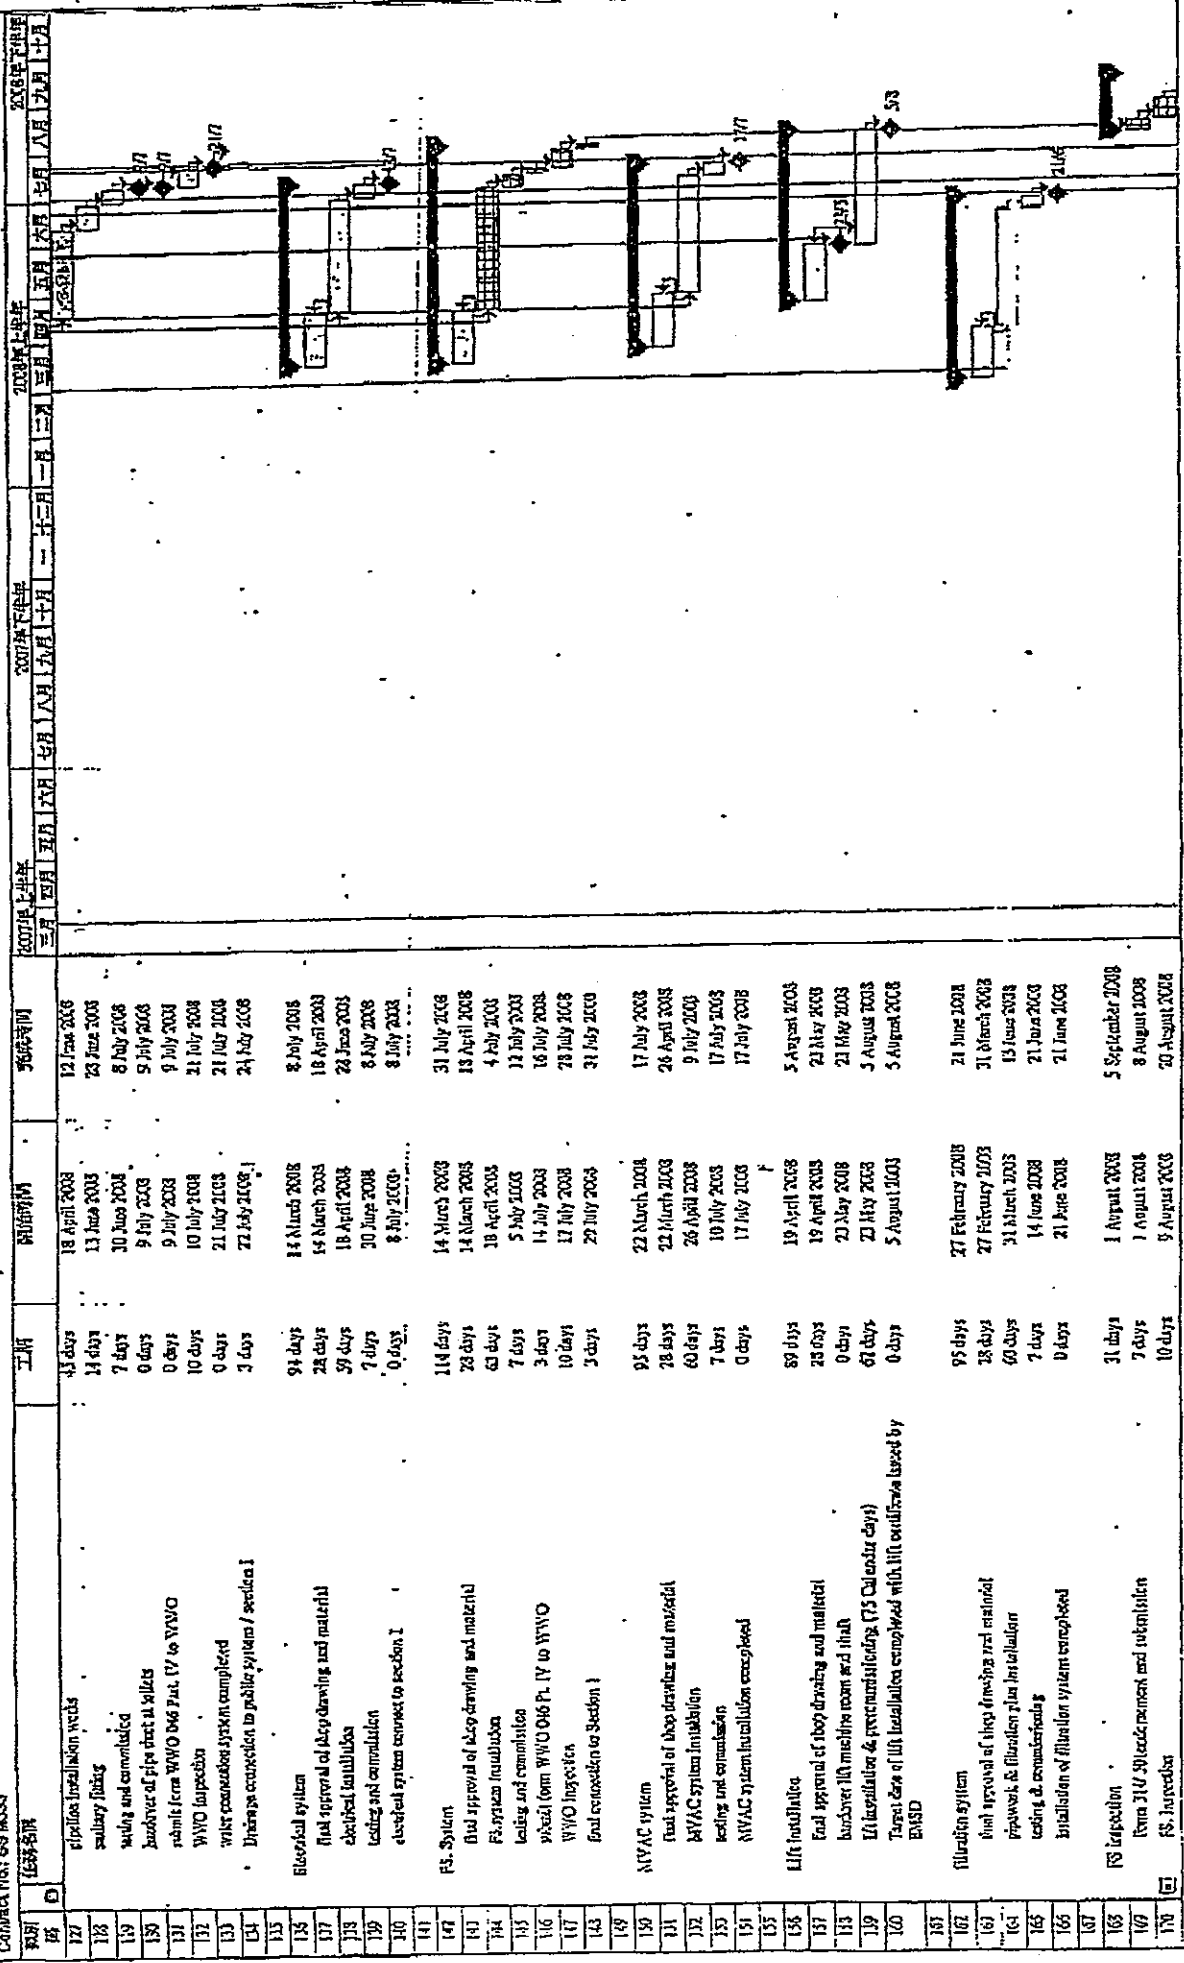 2007年上半年 2007年下半年 2008年上半年 2008年下半年
任務名稱 工期 開始時間 完成時間 三月 四月 五月 六月 七月 八月 九月 十月 十一 十二月 一月 二月 三月 四月 五月 六月 七月 八月 九月 十月
127 pipeline installation works 18 April 2008 12 June 2008
128 sanitary fitting 14 days 13 June 2008 28 June 2008
129 testing and commission 7 days 30 June 2008 8 July 2008
130 handover of pipe duct at toilets 0 days 9 July 2008 9 July 2008 9/7
131 submit form WWO 046 Part. IV to WWO 0 days 9 July 2008 9 July 2008 9/7
132 WWO Inspection 10 days 10 July 2008 21 July 2008
133 water connection system completed 0 days 21 July 2008 21 July 2008 21/7
134 Drainage connection to public system / section I 3 days 22 July 2008 24 July 2008
135
136 Electrical system 94 days 14 March 2008 8 July 2008
137 final approval of shop drawing and material 28 days 14 March 2008 18 April 2008
138 electrical installation 59 days 18 April 2008 28 June 2008
139 testing and commission 7 days 30 June 2008 8 July 2008
140 electrical system connect to section I 0 days 8 July 2008 8 July 2008
141
142 FS. System 114 days 14 March 2008 31 July 2008
143 final approval of shop drawing and material 28 days 14 March 2008 18 April 2008
144 FS.system installation 63 days 18 April 2008 4 July 2008
145 testing and commission 7 days 5 July 2008 12 July 2008
146 submit form WWO 046 Pt. IV to WWO 3 days 14 July 2008 16 July 2008
147 WWO Inspection 10 days 17 July 2008 28 July 2008
148 final connection to Section I 3 days 29 July 2008 31 July 2008
149
150 MVAC system 95 days 22 March 2008 17 July 2008
151 final approval of shop drawing and material 28 days 22 March 2008 26 April 2008
152 MVAC system installation 60 days 26 April 2008 9 July 2008
153 testing and commission 7 days 10 July 2008 17 July 2008
154 MVAC system installation completed 0 days 17 July 2008 17 July 2008 17/7
155
156 Lift installation 89 days 19 April 2008 5 August 2008
157 final approval of shop drawing and material 19 April 2008 23 May 2008
158 handover lift machine room and shaft 0 days 23 May 2008 23 May 2008 23/5
159 Lift installation & precommissioning (75 Calendar days) 62 days 23 May 2008 5 August 2008
160 Target date of lift installation completed with lift certificate issued by 0 days 5 August 2008 5 August 2008 5/8
EMSD
161
162 filtration system 95 days 27 February 2008 21 June 2008
163 final approval of shop drawing and material 28 days 27 February 2008 31 March 2008
164 pipework & filtration plan installation 60 days 31 March 2008 13 June 2008
165 testing & commissioning 7 days 14 June 2008 21 June 2008
166 installation of filtration system completed 0 days 21 June 2008 21 June 2008 21/6
167
168 FS Inspection 31 days 1 August 2008 5 September 2008
169 Form 314/ 501 endorsement and submission 7 days 1 August 2008 8 August 2008
170 FS. Inspection 10 days 9 August 2008 20 August 2008